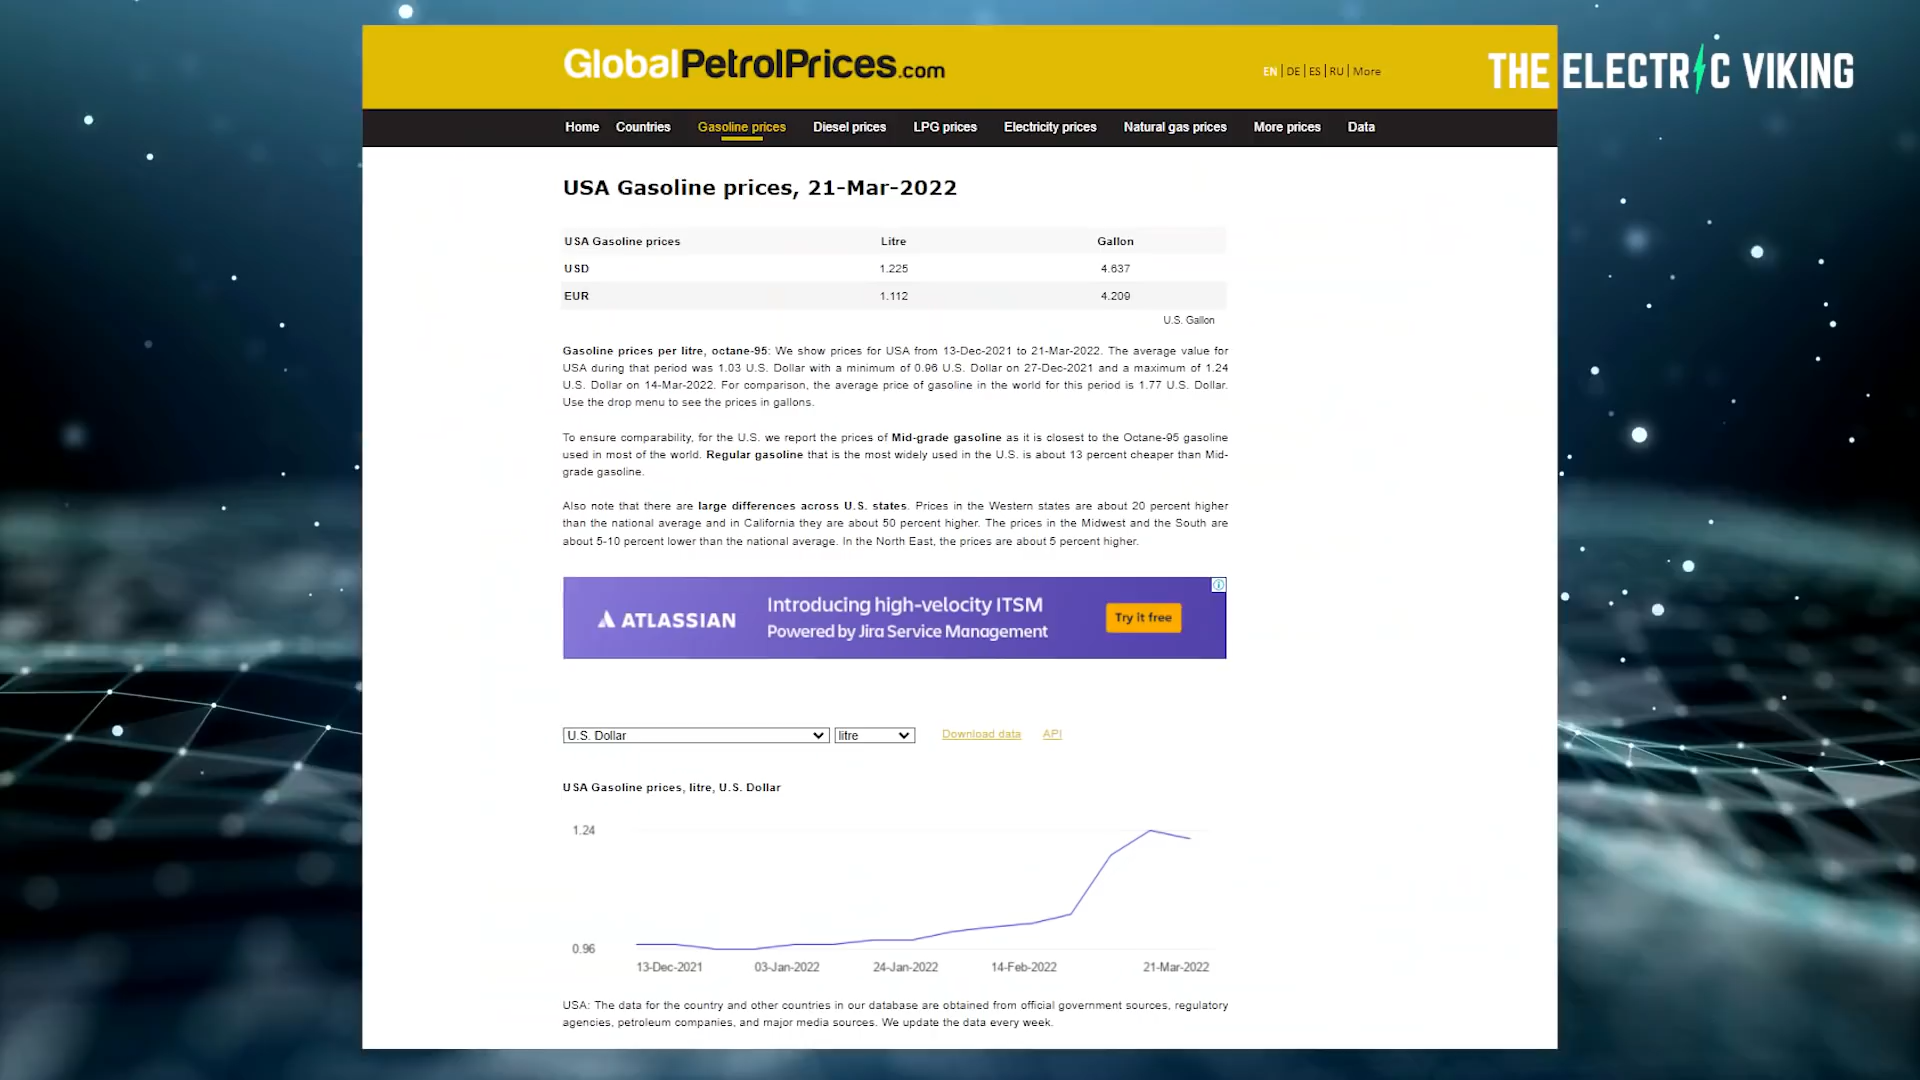 GlobalPetrolPrices.com
EN | DE | ES | RU | More
THE ELECTRIC VIKING
Home Countries Gasoline prices Diesel prices LPG prices Electricity prices Natural gas prices More prices Data
USA Gasoline prices, 21-Mar-2022
USA Gasoline prices Litre Gallon
USD 1.225 4.637
EUR 1.112 4.209
U.S. Gallon
Gasoline prices per litre, octane-95: We show prices for USA from 13-Dec-2021 to 21-Mar-2022. The average value for
USA during that period was 1.03 U.S. Dollar with a minimum of 0.96 U.S. Dollar on 27-Dec-2021 and a maximum of 1.24
U.S. Dollar on 14-Mar-2022. For comparison, the average price of gasoline in the world for this period is 1.77 U.S. Dollar.
Use the drop menu to see the prices in gallons.
To ensure comparability, for the U.S. we report the prices of Mid-grade gasoline as it is closest to the Octane-95 gasoline
used in most of the world. Regular gasoline that is the most widely used in the U.S. is about 13 percent cheaper than Mid-
grade gasoline.
Also note that there are large differences across U.S. states. Prices in the Western states are about 20 percent higher
than the national average and in California they are about 50 percent higher. The prices in the Midwest and the South are
about 5-10 percent lower than the national average. In the North East, the prices are about 5 percent higher.
ATLASSIAN
Introducing high-velocity ITSM
Powered by Jira Service Management
Try it free
U.S. Dollar litre Download data API
USA Gasoline prices, litre, U.S. Dollar
1.24
0.96
13-Dec-2021 03-Jan-2022 24-Jan-2022 14-Feb-2022 21-Mar-2022
USA: The data for the country and other countries in our database are obtained from official government sources, regulatory
agencies, petroleum companies, and major media sources. We update the data every week.